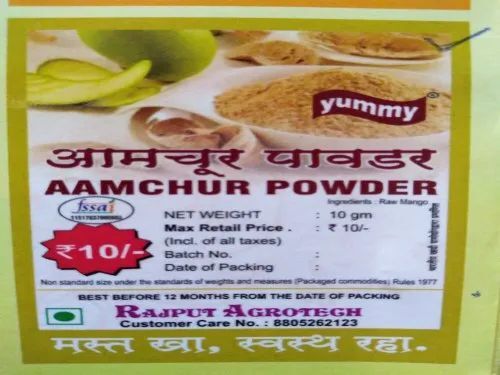 yummy®
आमचूर पावडर
AAMCHUR POWDER
Ingredients : Raw Mango
fssai
NET WEIGHT : 10 gm
Max Retail Price . : ₹ 10/-
(Incl. of all taxes)
₹10/-
Batch No. :
Date of Packing :
Non standard size under the standards of weights and measures (Packaged commodities) Rules 1977
BEST BEFORE 12 MONTHS FROM THE DATE OF PACKING
RAJPUT AGROTECH
Customer Care No. : 8805262123
मस्त खा, स्वस्थ रहा.